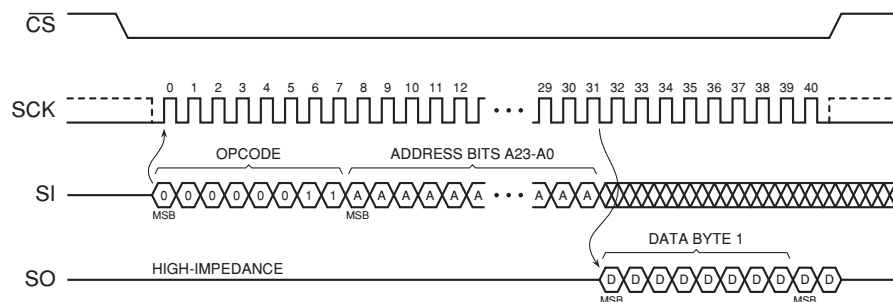 CS
0 1 2 3 4 5 6 7 8 9 10 11 12 29 30 31 32 33 34 35 36 37 38 39 40
SCK
OPCODE ADDRESS BITS A23-A0
SI 0 0 0 0 0 0 1 1 A A A A A A A A A
MSB MSB
DATA BYTE 1
SO HIGH-IMPEDANCE D D D D D D D D D D
MSB MSB